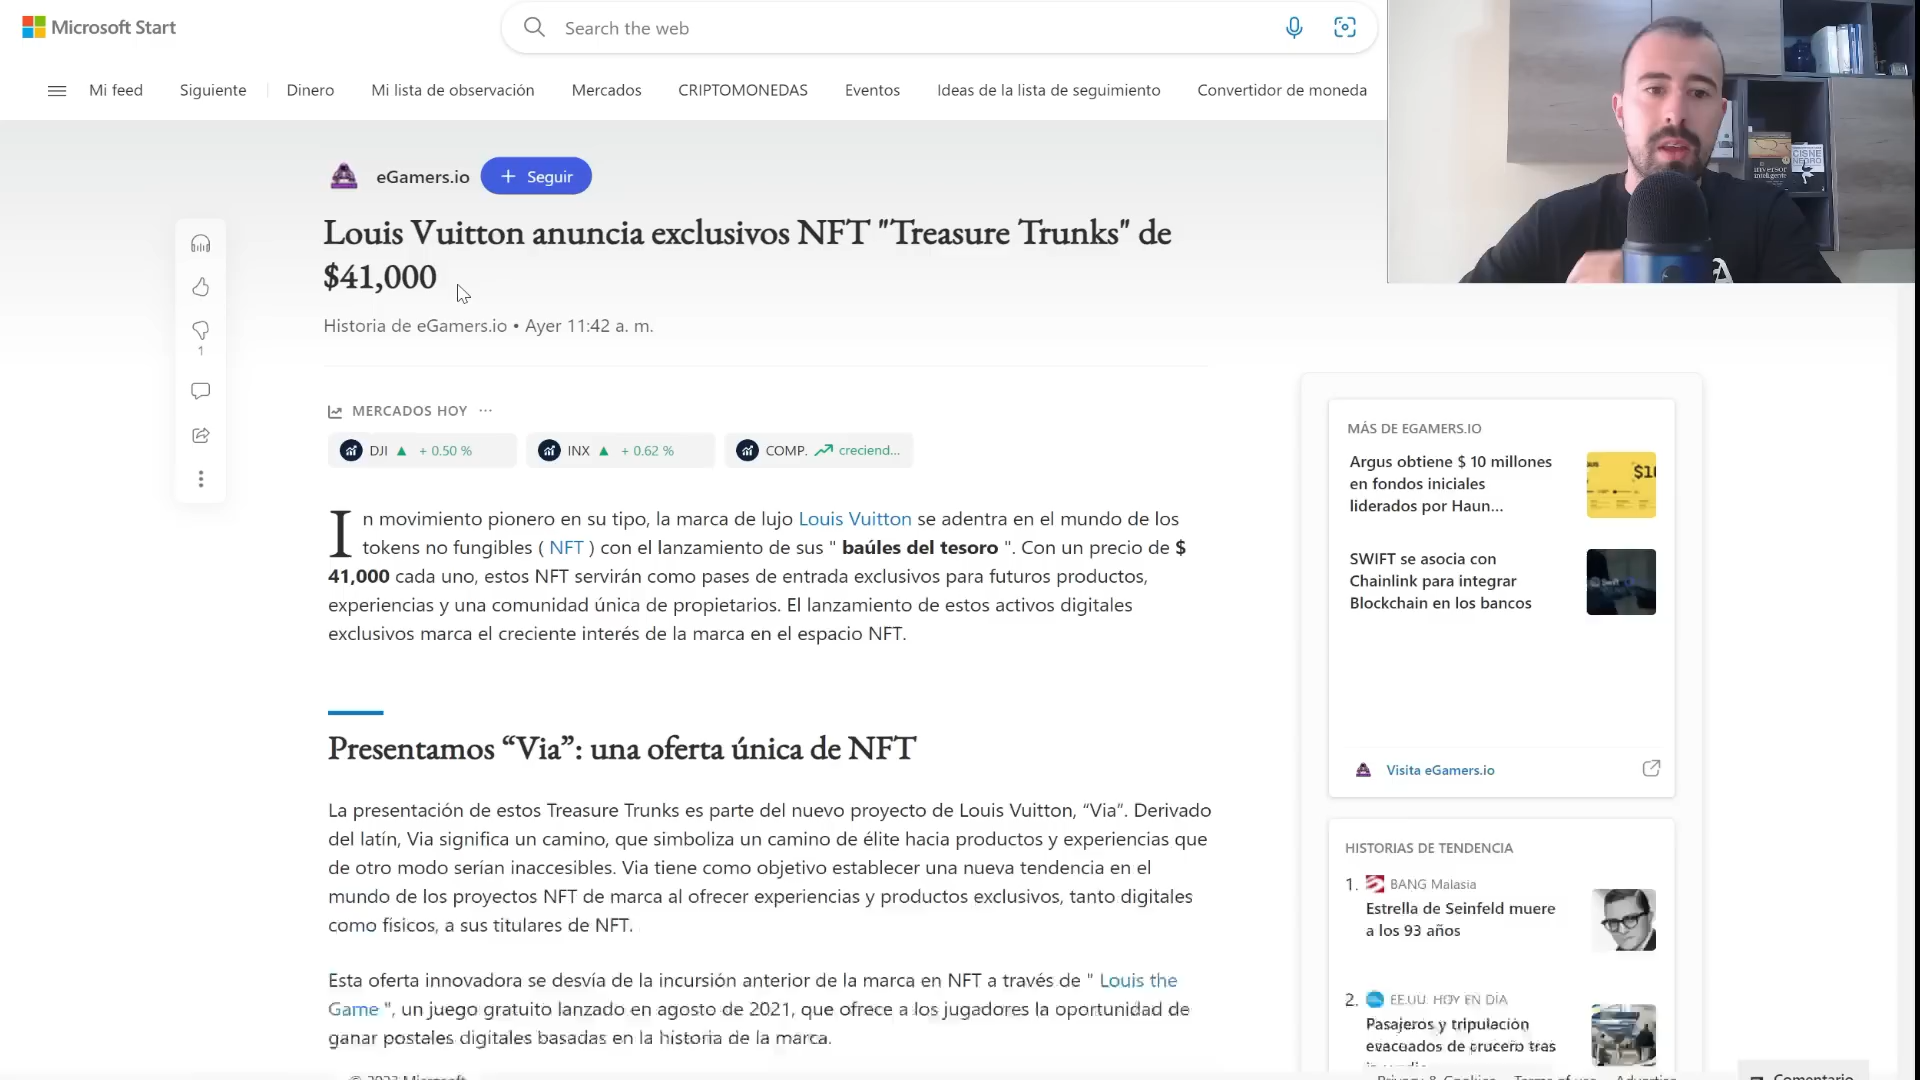 Microsoft Start
Search the web
Mi feed
Siguiente
Dinero
Mi lista de observación
Mercados
CRIPTOMONEDAS
Eventos
Ideas de la lista de seguimiento
Convertidor de moneda
eGamers.io
+ Seguir
Louis Vuitton anuncia exclusivos NFT "Treasure Trunks" de
$41,000
Historia de eGamers.io • Ayer 11:42 a. m.
1
MERCADOS HOY ...
DJI ▲ + 0.50 %
INX ▲ + 0.62 %
COMP. creciend...
In movimiento pionero en su tipo, la marca de lujo Louis Vuitton se adentra en el mundo de los
tokens no fungibles ( NFT ) con el lanzamiento de sus " baúles del tesoro ". Con un precio de $
41,000 cada uno, estos NFT servirán como pases de entrada exclusivos para futuros productos,
experiencias y una comunidad única de propietarios. El lanzamiento de estos activos digitales
exclusivos marca el creciente interés de la marca en el espacio NFT.
Presentamos “Via”: una oferta única de NFT
La presentación de estos Treasure Trunks es parte del nuevo proyecto de Louis Vuitton, “Via”. Derivado
del latín, Via significa un camino, que simboliza un camino de élite hacia productos y experiencias que
de otro modo serían inaccesibles. Via tiene como objetivo establecer una nueva tendencia en el
mundo de los proyectos NFT de marca al ofrecer experiencias y productos exclusivos, tanto digitales
como físicos, a sus titulares de NFT.
Esta oferta innovadora se desvía de la incursión anterior de la marca en NFT a través de " Louis the
Game ", un juego gratuito lanzado en agosto de 2021, que ofrece a los jugadores la oportunidad de
ganar postales digitales basadas en la historia de la marca.
MÁS DE EGAMERS.IO
Argus obtiene $ 10 millones
en fondos iniciales
liderados por Haun...
SWIFT se asocia con
Chainlink para integrar
Blockchain en los bancos
Visita eGamers.io
HISTORIAS DE TENDENCIA
1. BANG Malasia
Estrella de Seinfeld muere
a los 93 años
2. EE.UU. HOY EN DÍA
Pasajeros y tripulación
evacuados de crucero tras
© 2023 Microsoft
Privacy & Cookies
Terms of use
Comentario
CISNE
NEGRO
inversor
inteligente